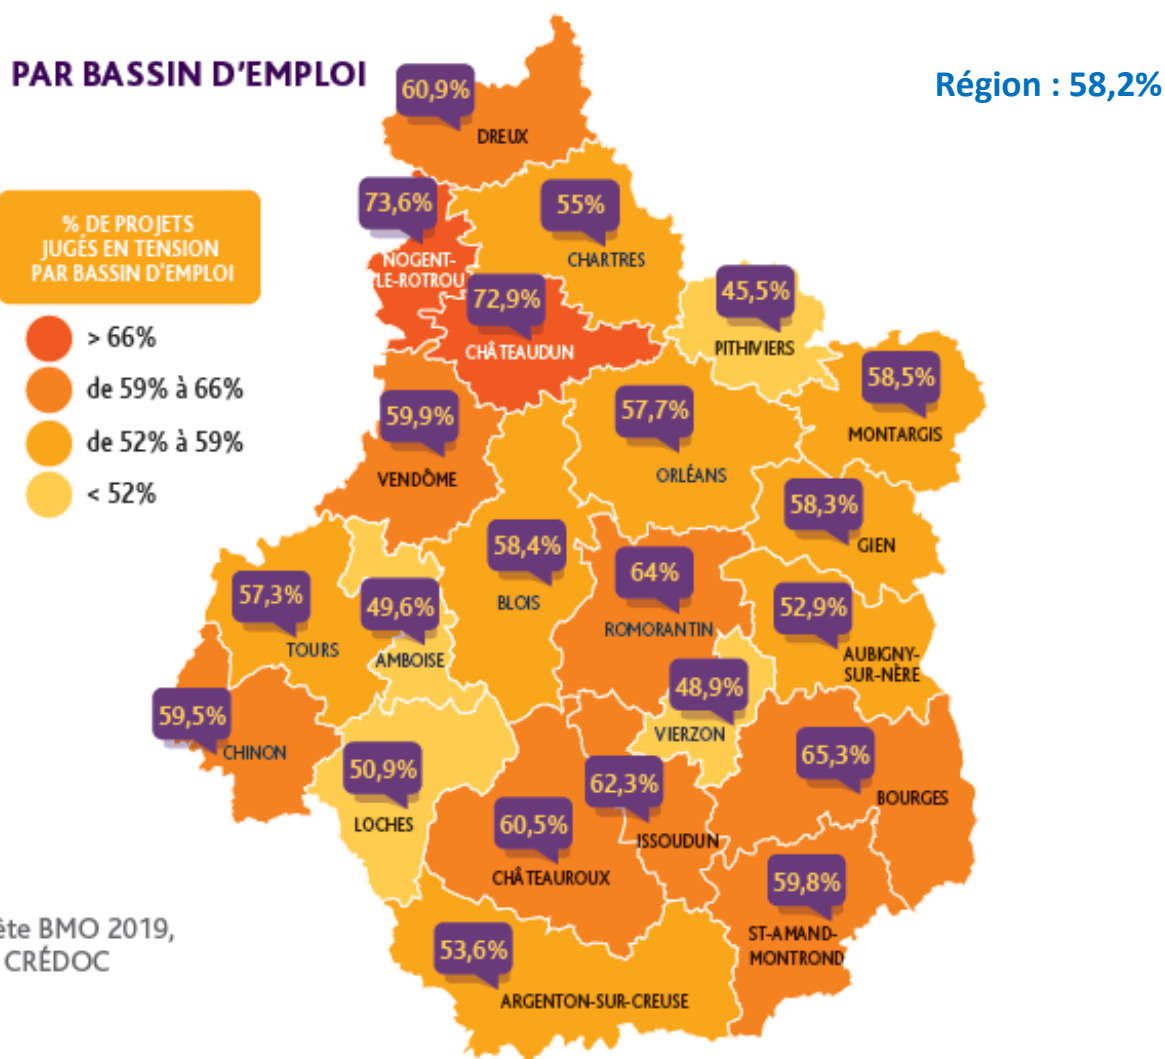 PAR BASSIN D'EMPLOI
Région : 58,2%
% DE PROJETS
JUGÉS EN TENSION
PAR BASSIN D'EMPLOI
> 66%
de 59% à 66%
de 52% à 59%
< 52%
60,9%
DREUX
73,6%
NOGENT-
LE-ROTROU
55%
CHARTRES
72,9%
CHÂTEAUDUN
45,5%
PITHIVIERS
58,5%
MONTARGIS
59,9%
VENDÔME
57,7%
ORLÉANS
58,3%
GIEN
58,4%
BLOIS
64%
ROMORANTIN
57,3%
TOURS
49,6%
AMBOISE
52,9%
AUBIGNY-
SUR-NÈRE
48,9%
VIERZON
59,5%
CHINON
50,9%
LOCHES
65,3%
BOURGES
62,3%
ISSOUDUN
60,5%
CHÂTEAUROUX
59,8%
ST-AMAND-
MONTROND
53,6%
ARGENTON-SUR-CREUSE
ête BMO 2019,
CRÉDOC